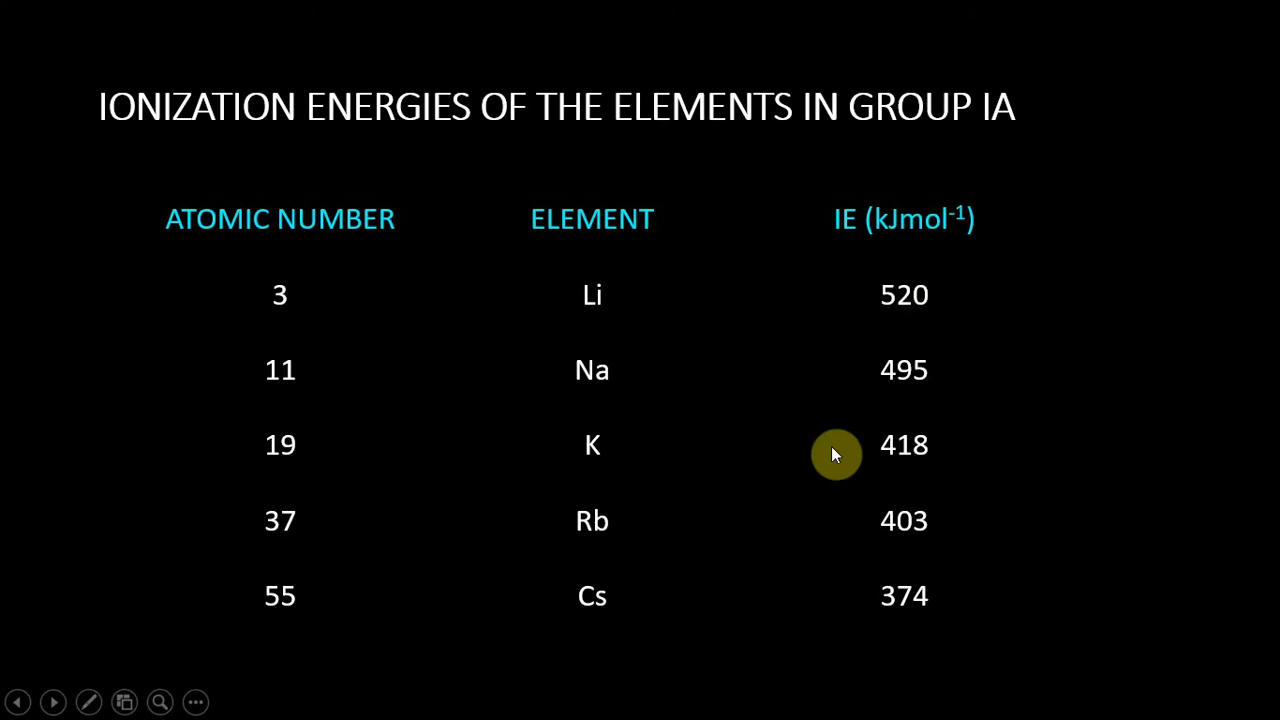 IONIZATION ENERGIES OF THE ELEMENTS IN GROUP IA
ATOMIC NUMBER ELEMENT IE (kJmol⁻¹)
3 Li 520
11 Na 495
19 K 418
37 Rb 403
55 Cs 374